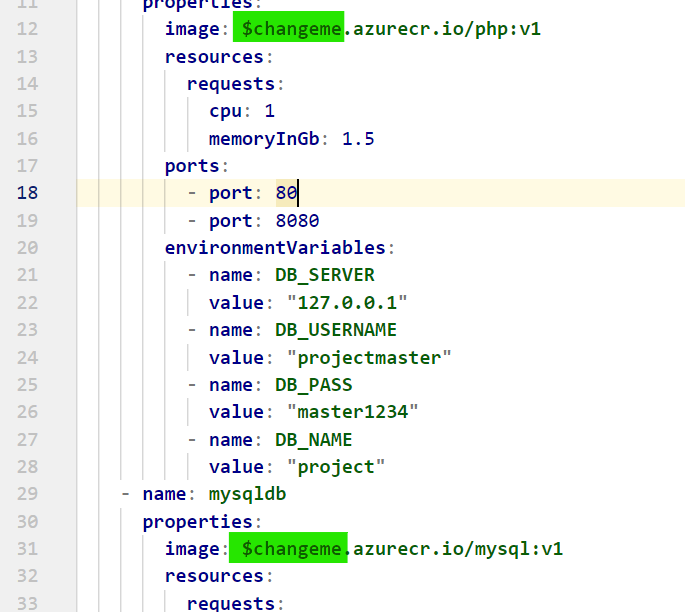 11 properties:
12 image: $changeme.azurecr.io/php:v1
13 resources:
14 requests:
15 cpu: 1
16 memoryInGb: 1.5
17 ports:
18 - port: 80
19 - port: 8080
20 environmentVariables:
21 - name: DB_SERVER
22 value: "127.0.0.1"
23 - name: DB_USERNAME
24 value: "projectmaster"
25 - name: DB_PASS
26 value: "master1234"
27 - name: DB_NAME
28 value: "project"
29 - name: mysqldb
30 properties:
31 image: $changeme.azurecr.io/mysql:v1
32 resources:
33 requests: